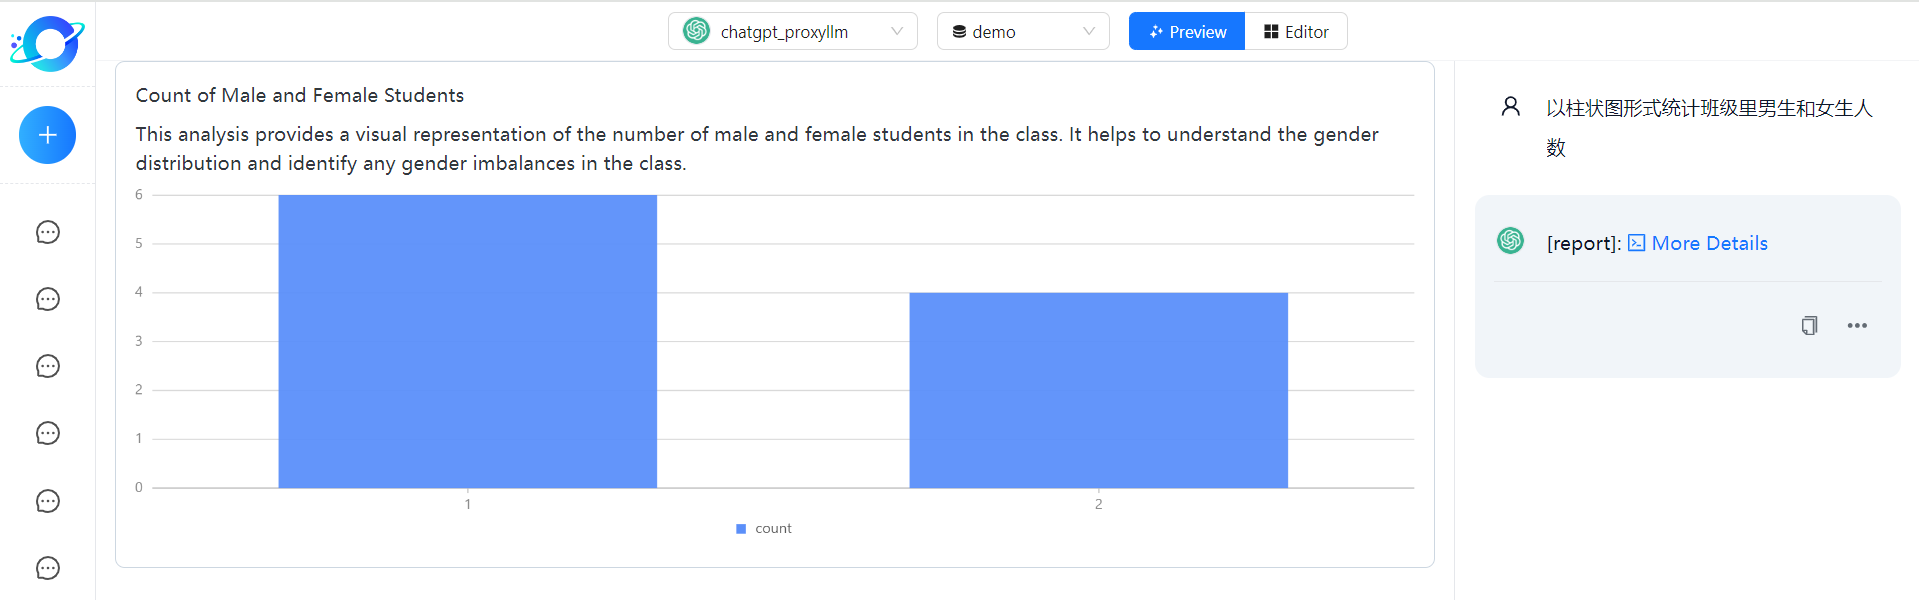 chatgpt_proxyllm
demo
Preview
Editor
Count of Male and Female Students
This analysis provides a visual representation of the number of male and female students in the class. It helps to understand the gender
distribution and identify any gender imbalances in the class.
6
5
4
3
2
1
0
1
2
count
以柱状图形式统计班级里男生和女生人
数
[report]: More Details